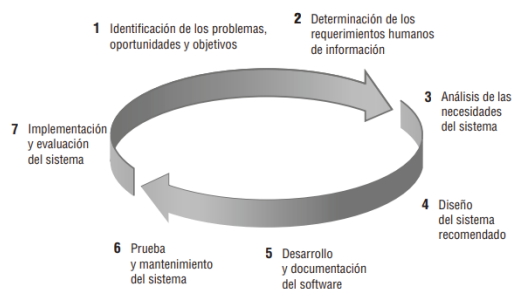 1 Identificación de los problemas,
oportunidades y objetivos
2 Determinación de los
requerimientos humanos
de información
3 Análisis de las
necesidades
del sistema
4 Diseño
del sistema
recomendado
5 Desarrollo
y documentación
del software
6 Prueba
y mantenimiento
del sistema
7 Implementación
y evaluación
del sistema